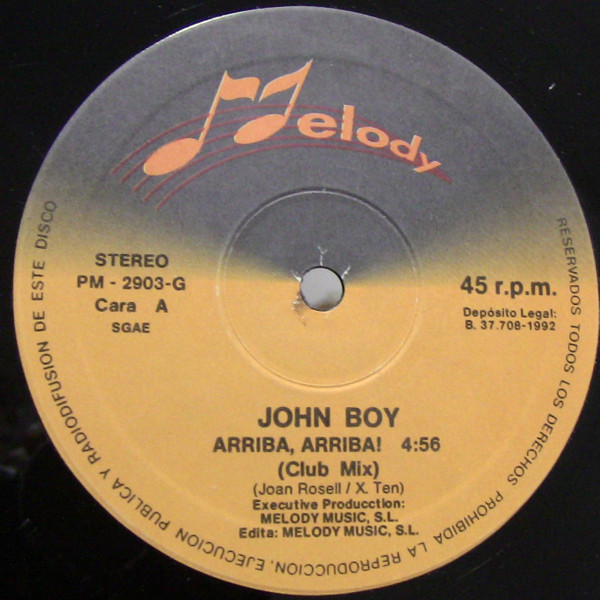 Melody
STEREO
PM - 2903-G
Cara A
SGAE
45 r.p.m.
Depósito Legal:
B. 37.708-1992
JOHN BOY
ARRIBA, ARRIBA! 4:56
(Club Mix)
(Joan Rosell / X. Ten)
Executive Producction:
MELODY MUSIC, S.L.
Edita: MELODY MUSIC, S.L.
RESERVADOS TODOS LOS DERECHOS PROHIBIDA LA REPRODUCCION, EJECUCION PUBLICA Y RADIODIFUSION DE ESTE DISCO